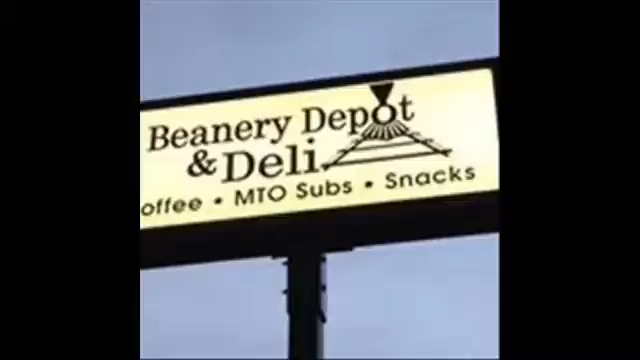 Beanery Depot
& Deli
offee • MTO Subs • Snacks